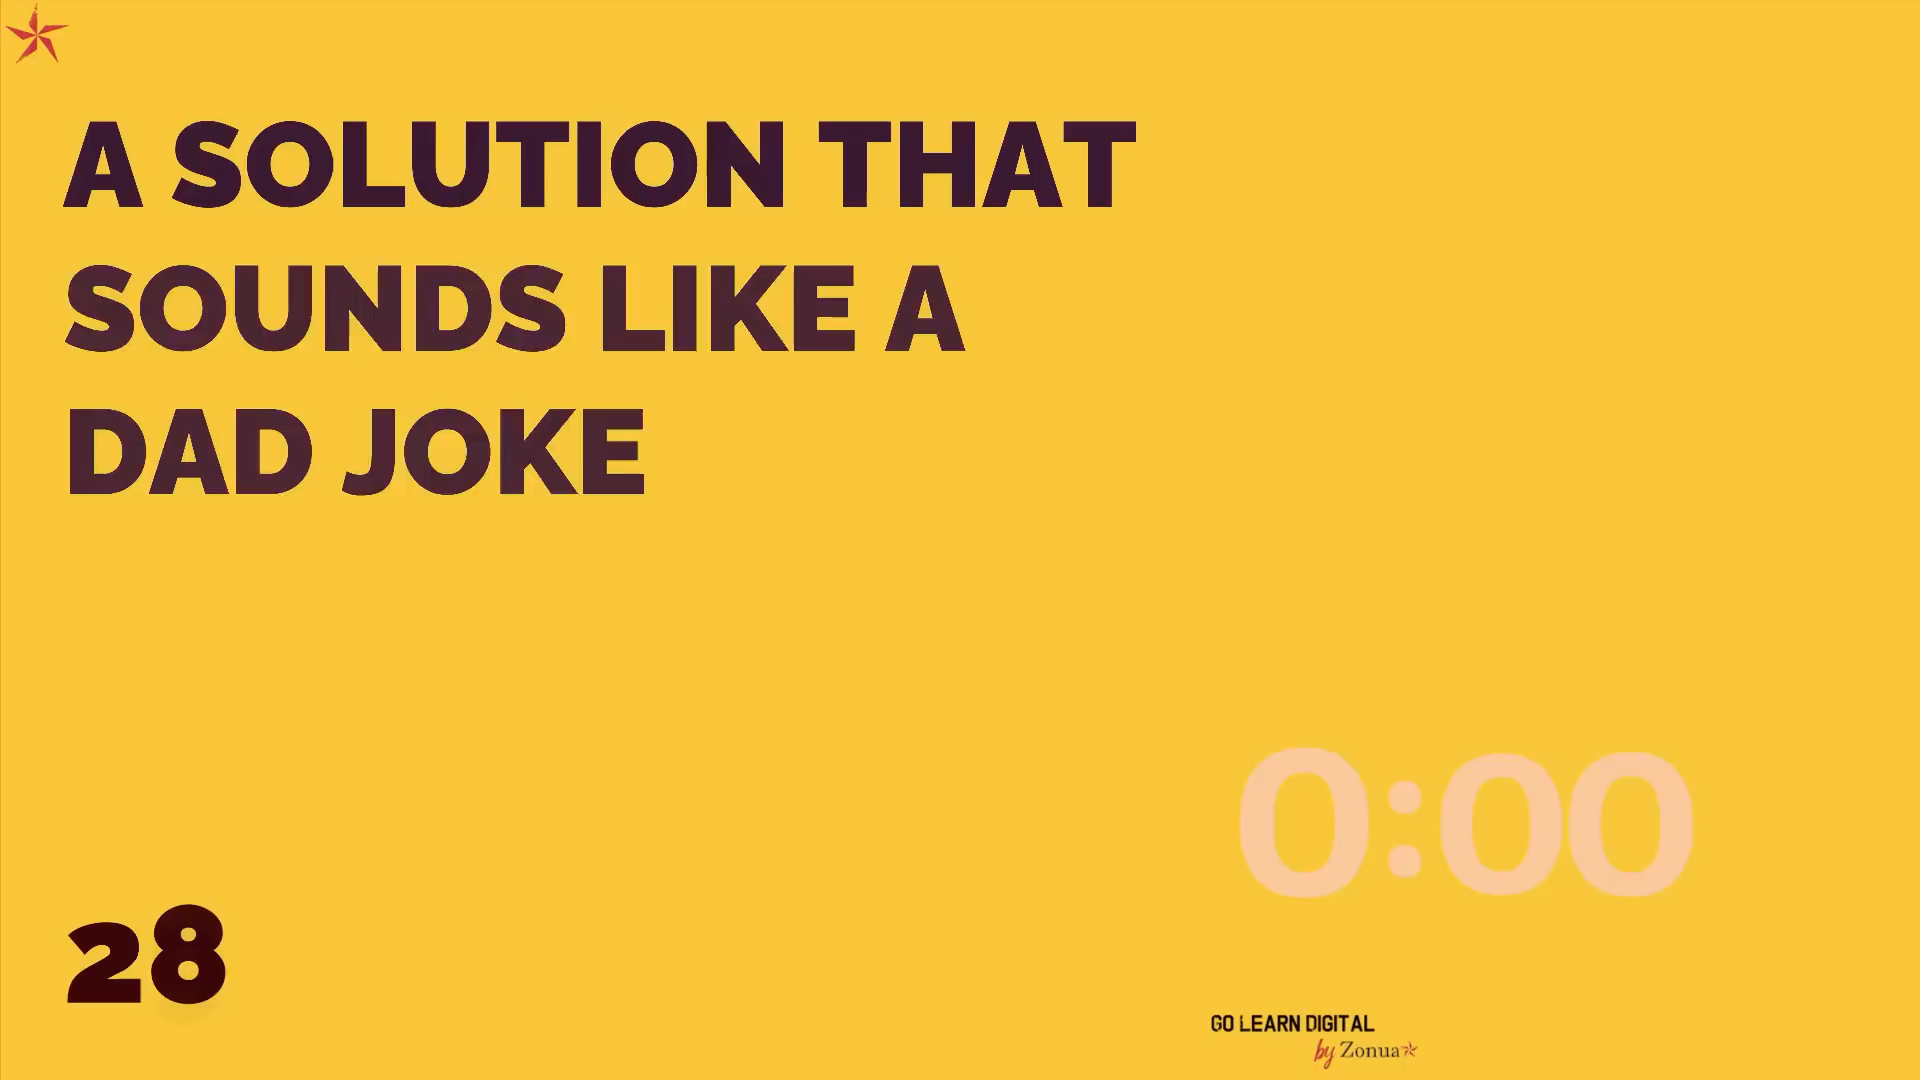 A SOLUTION THAT
SOUNDS LIKE A
DAD JOKE
0:00
28
GO LEARN DIGITAL
by Zonua